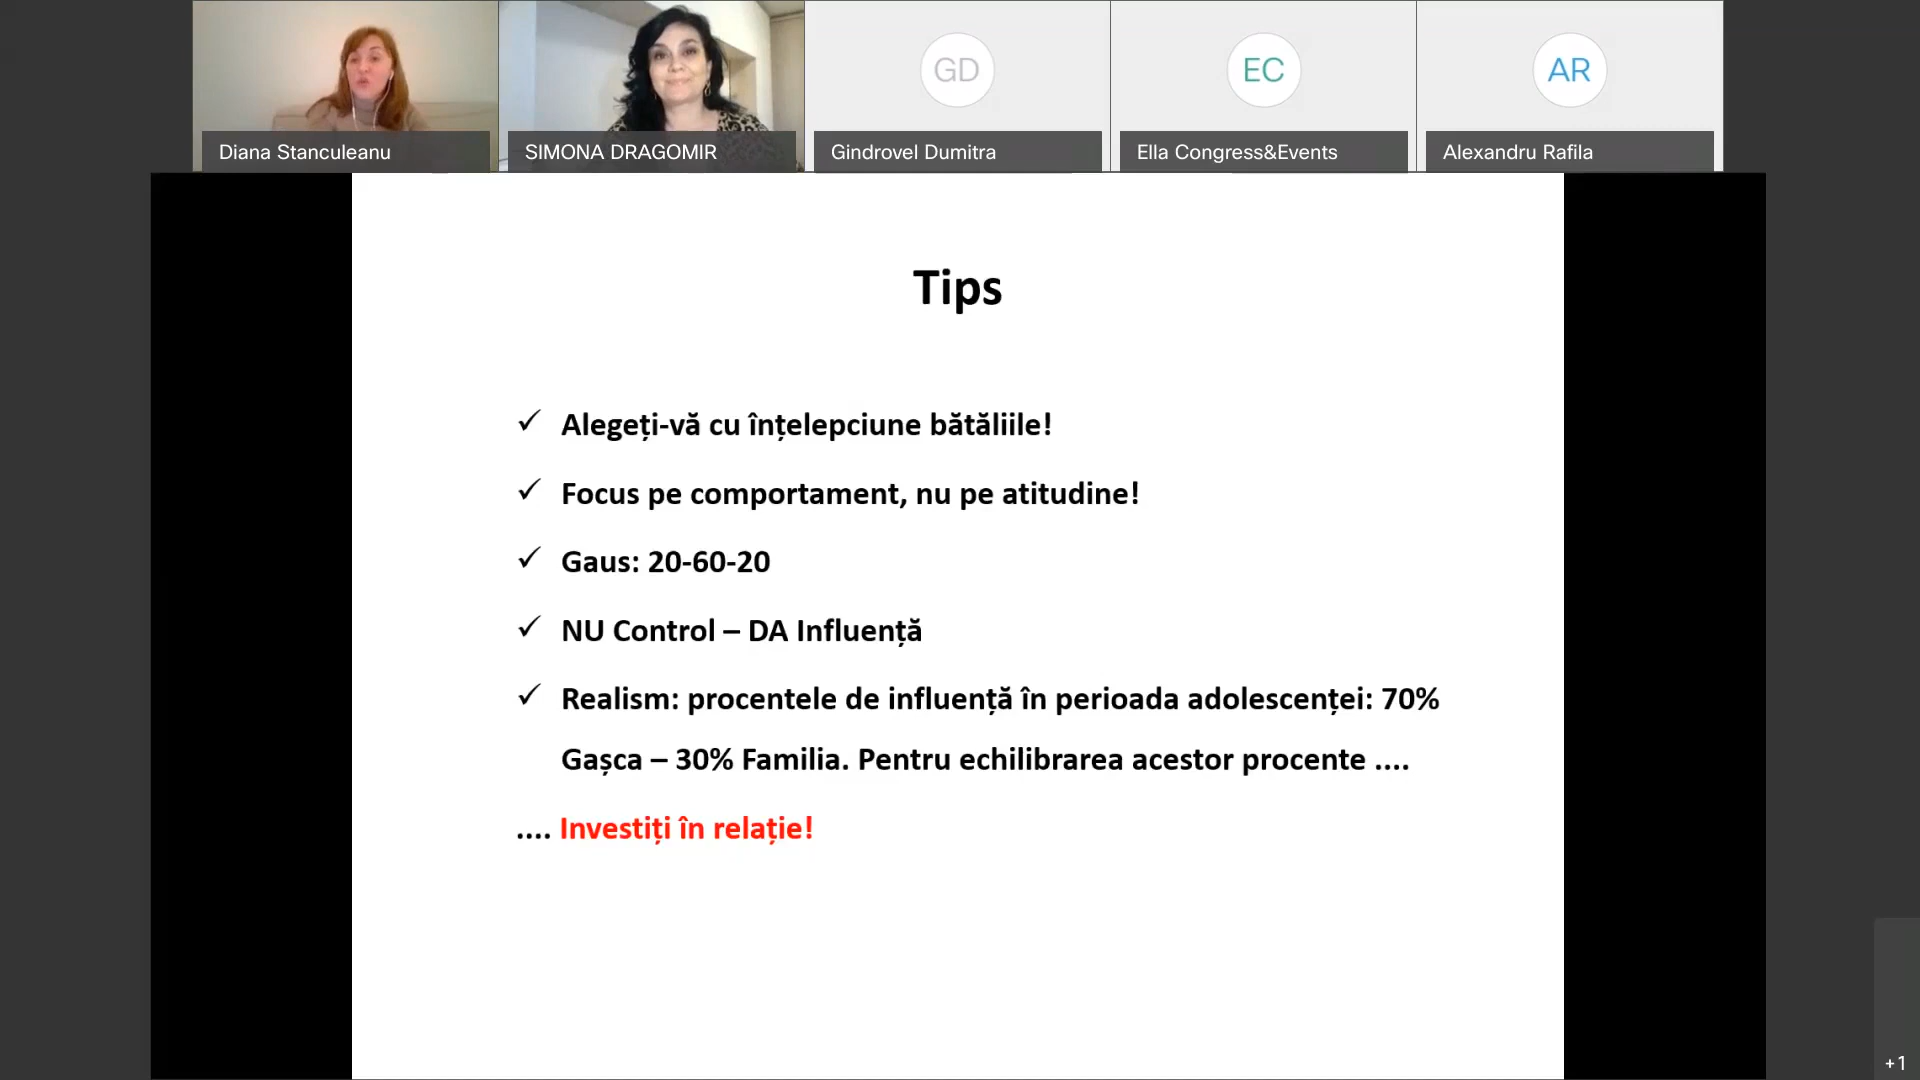 Diana Stanculeanu
SIMONA DRAGOMIR
GD
Gindrovel Dumitra
EC
Ella Congress&Events
AR
Alexandru Rafila
Tips
✓ Alegeți-vă cu înțelepciune bătăliile!
✓ Focus pe comportament, nu pe atitudine!
✓ Gaus: 20-60-20
✓ NU Control – DA Influență
✓ Realism: procentele de influență în perioada adolescenței: 70%
Gașca – 30% Familia. Pentru echilibrarea acestor procente ....
.... Investiți în relație!
+1